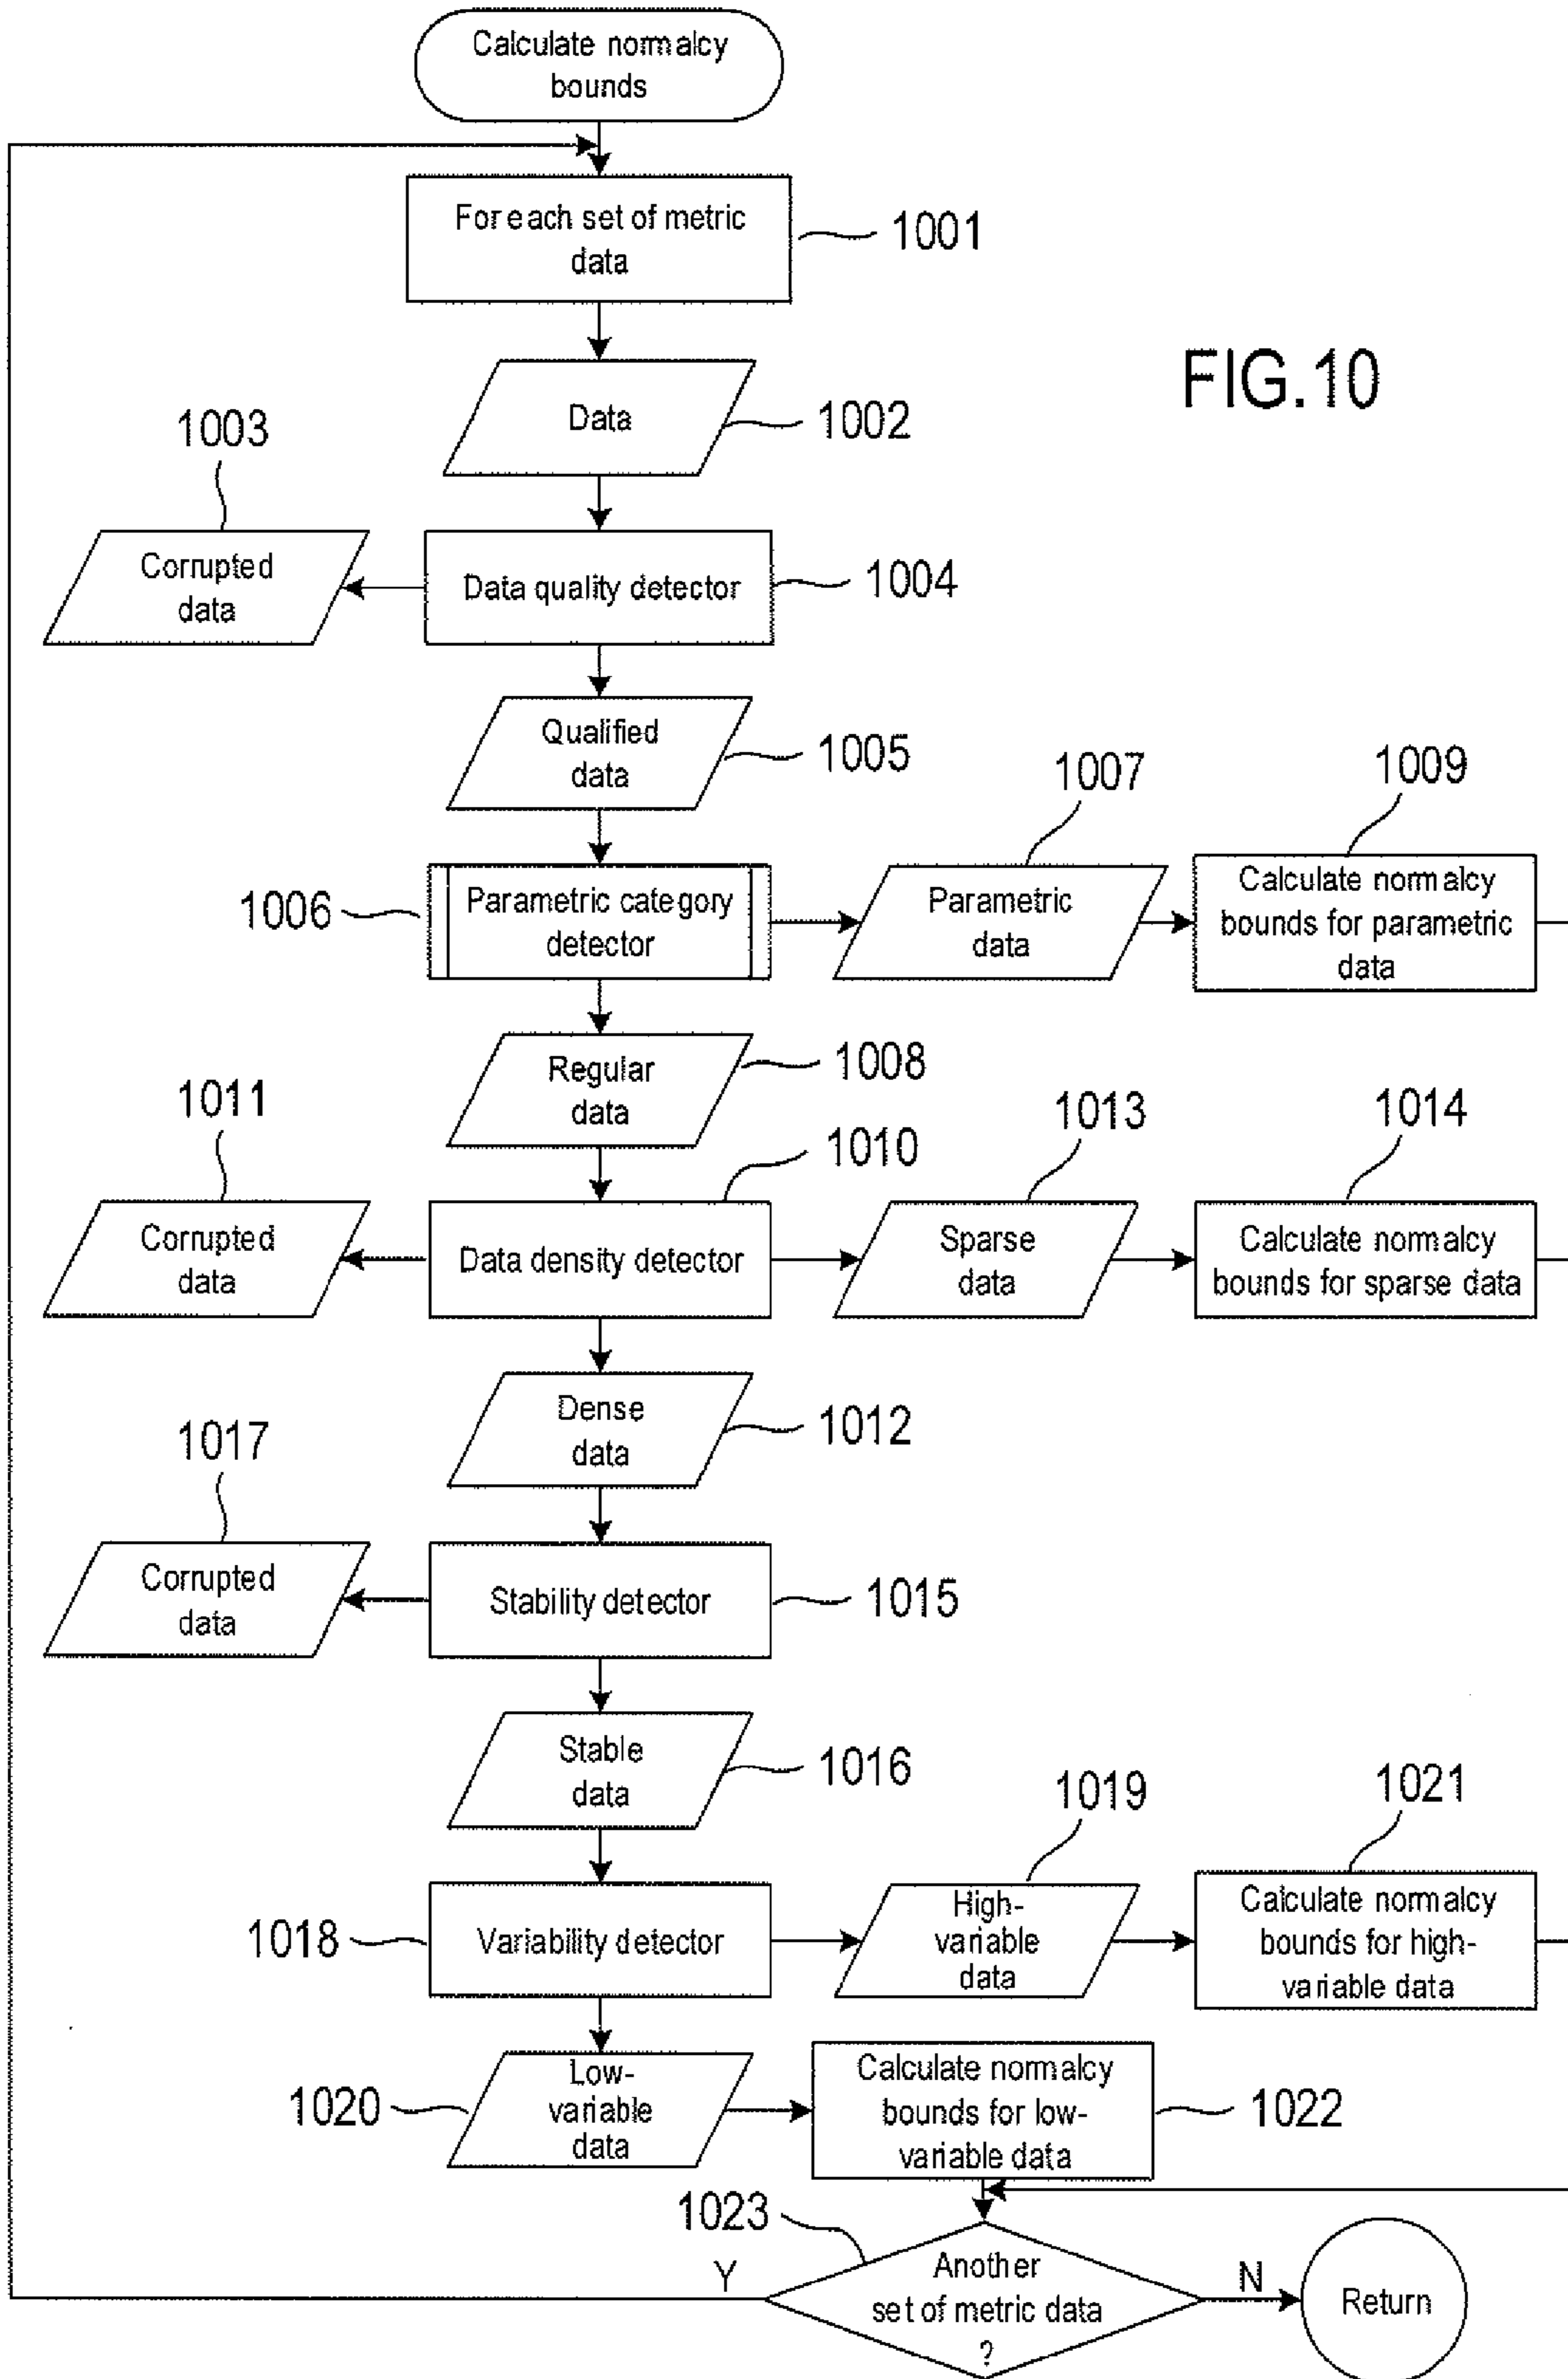 Calculate normalcy
bounds
For each set of metric
data
1001
FIG.10
Data
1002
1003
Corrupted
data
Data quality detector
1004
Qualified
data
1005
1006
Parametric category
detector
1007
Parametric
data
1009
Calculate normalcy
bounds for parametric
data
Regular
data
1008
1011
Corrupted
data
1010
Data density detector
1013
Sparse
data
1014
Calculate normalcy
bounds for sparse data
Dense
data
1012
1017
Corrupted
data
Stability detector
1015
Stable
data
1016
1018
Variability detector
1019
High-
variable
data
1021
Calculate normalcy
bounds for high-
variable data
1020
Low-
variable
data
Calculate normalcy
bounds for low-
variable data
1022
1023
Y
Another
set of metric data
?
N
Return